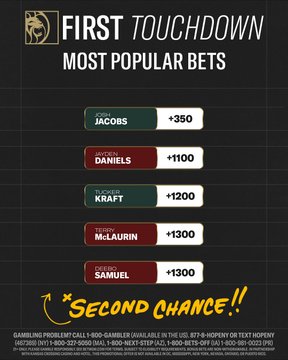 FIRST TOUCHDOWN
MOST POPULAR BETS
JOSH
JACOBS
+350
JAYDEN
DANIELS
+1100
TUCKER
KRAFT
+1200
TERRY
McLAURIN
+1300
DEEBO
SAMUEL
+1300
*SECOND CHANCE!!
GAMBLING PROBLEM? CALL 1-800-GAMBLER (AVAILABLE IN THE US). 877-8-HOPENY OR TEXT HOPENY
(467369) (NY) 1-800-327-5050 (MA), 1-800-NEXT-STEP (AZ), 1-800-BETS-OFF (IA) 1-800-981-0023 (PR)